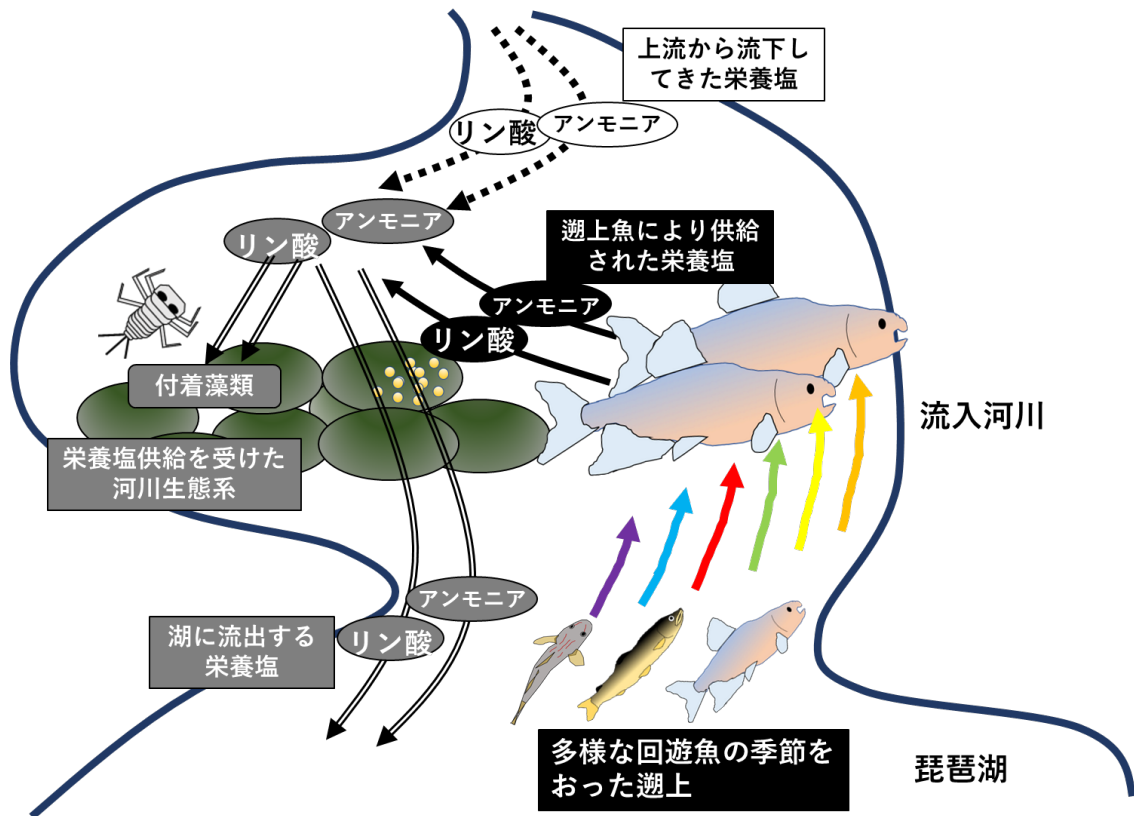 上流から流下し
てきた栄養塩
リン酸
アンモニア
アンモニア
リン酸
遡上魚により供給
された栄養塩
アンモニア
リン酸
付着藻類
流入河川
栄養塩供給を受けた
河川生態系
アンモニア
リン酸
湖に流出する
栄養塩
多様な回遊魚の季節を
おった遡上
琵琶湖